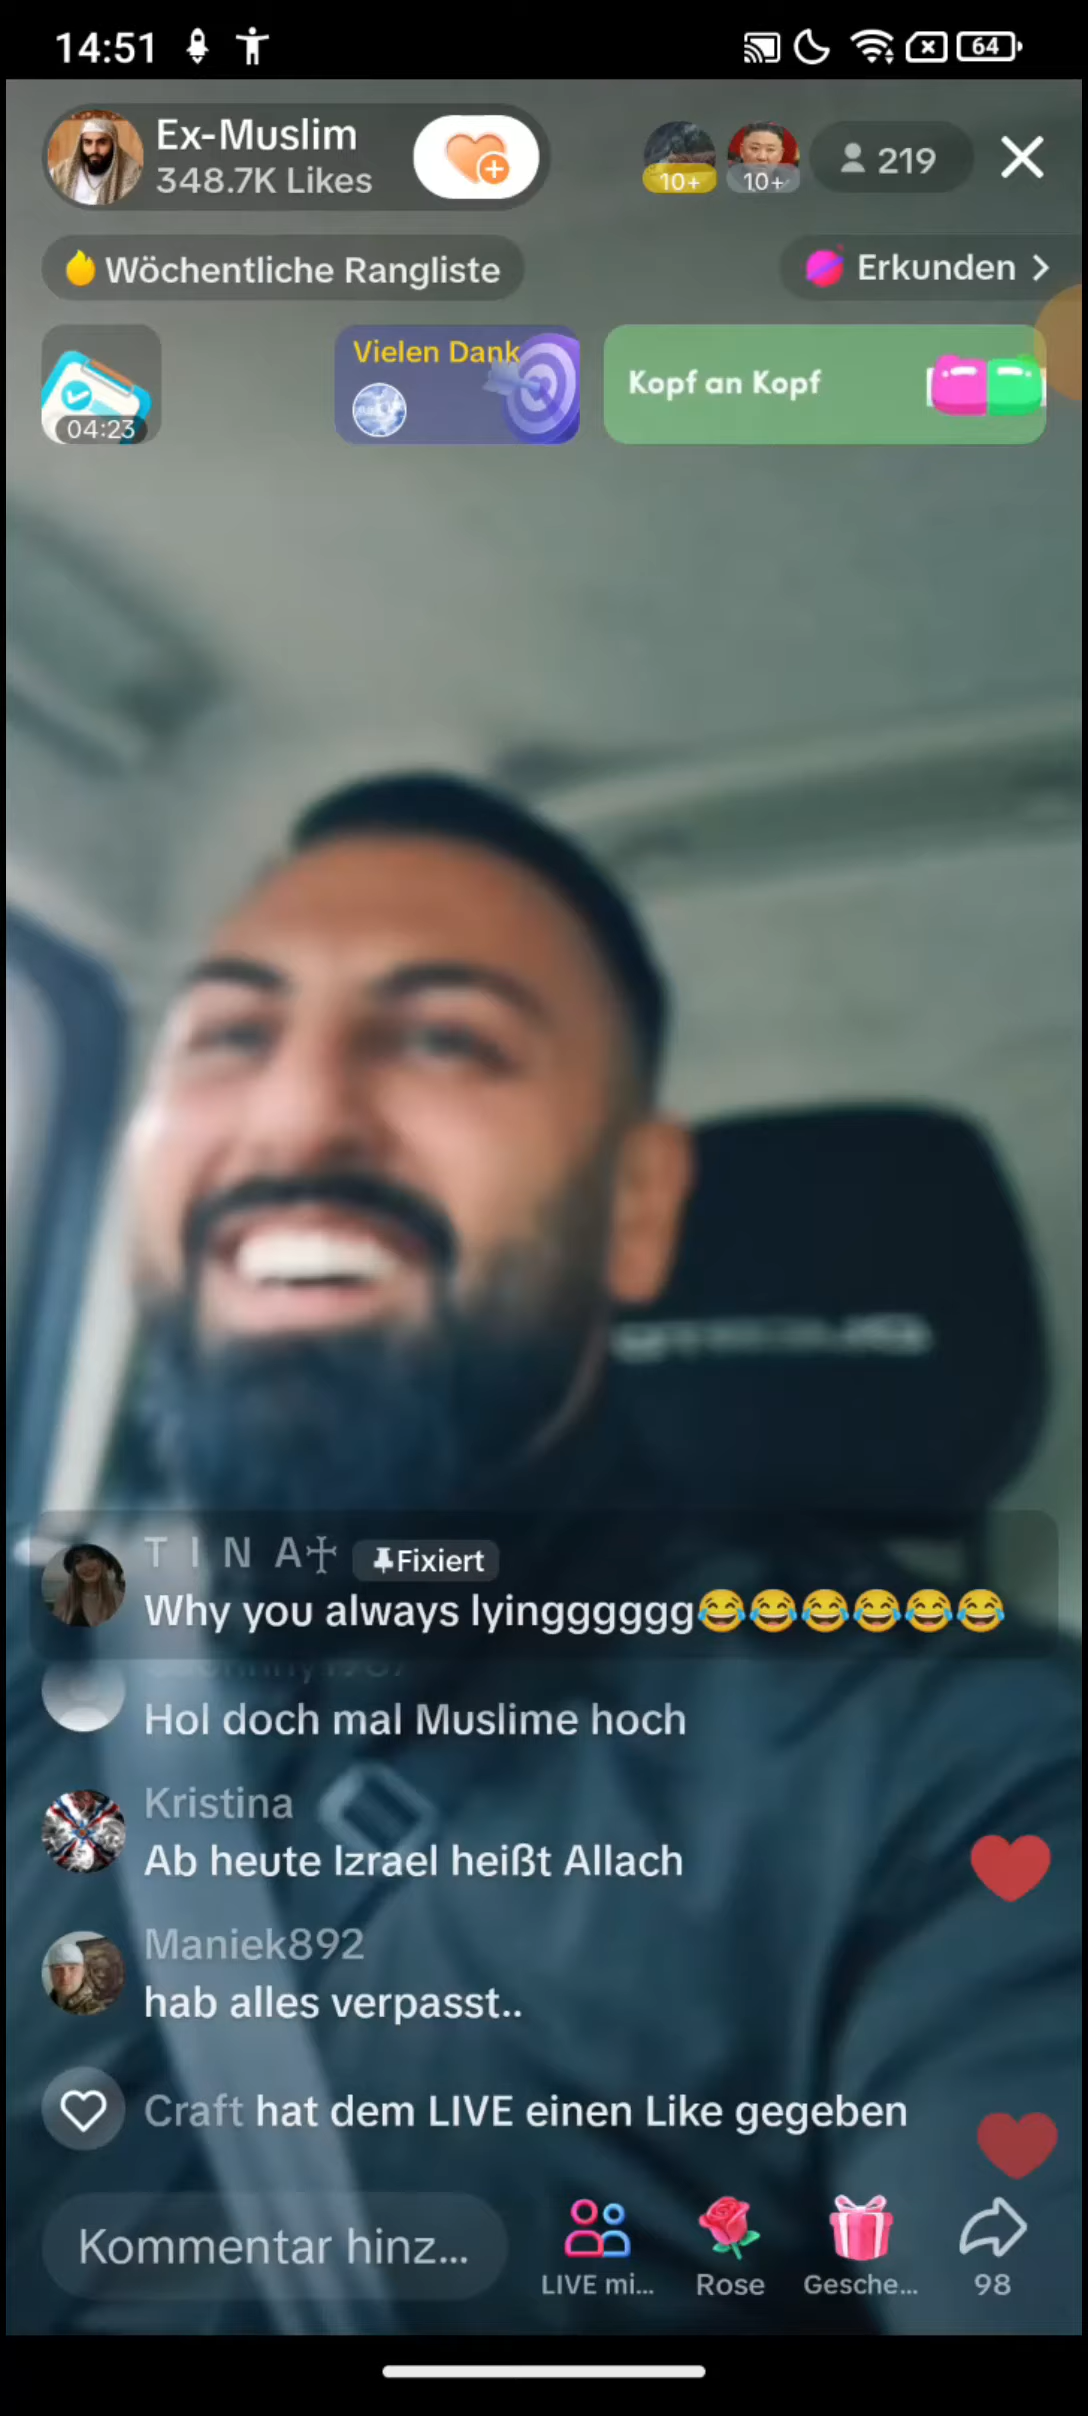 14:51
64
Ex-Muslim
348.7K Likes
10+
10+
219
Wöchentliche Rangliste
Erkunden >
04:23
Vielen Dank
Kopf an Kopf
T I N A☥ Fixiert
Why you always lyingggggg😂😂😂😂😂😂
Hol doch mal Muslime hoch
Kristina
Ab heute Izrael heißt Allach
Maniek892
hab alles verpasst..
Craft hat dem LIVE einen Like gegeben
Kommentar hinz...
LIVE mi...
Rose
Gesche...
98